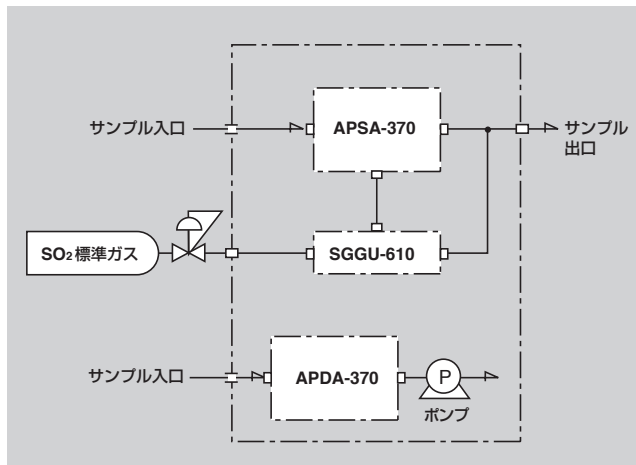 サンプル入口
APSA-370
サンプル
出口
SO2標準ガス
SGGU-610
サンプル入口
APDA-370
P
ポンプ